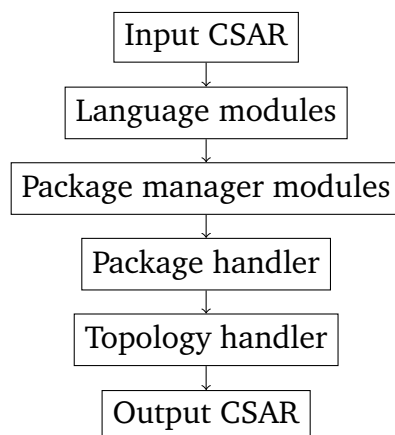 Input CSAR
Language modules
Package manager modules
Package handler
Topology handler
Output CSAR